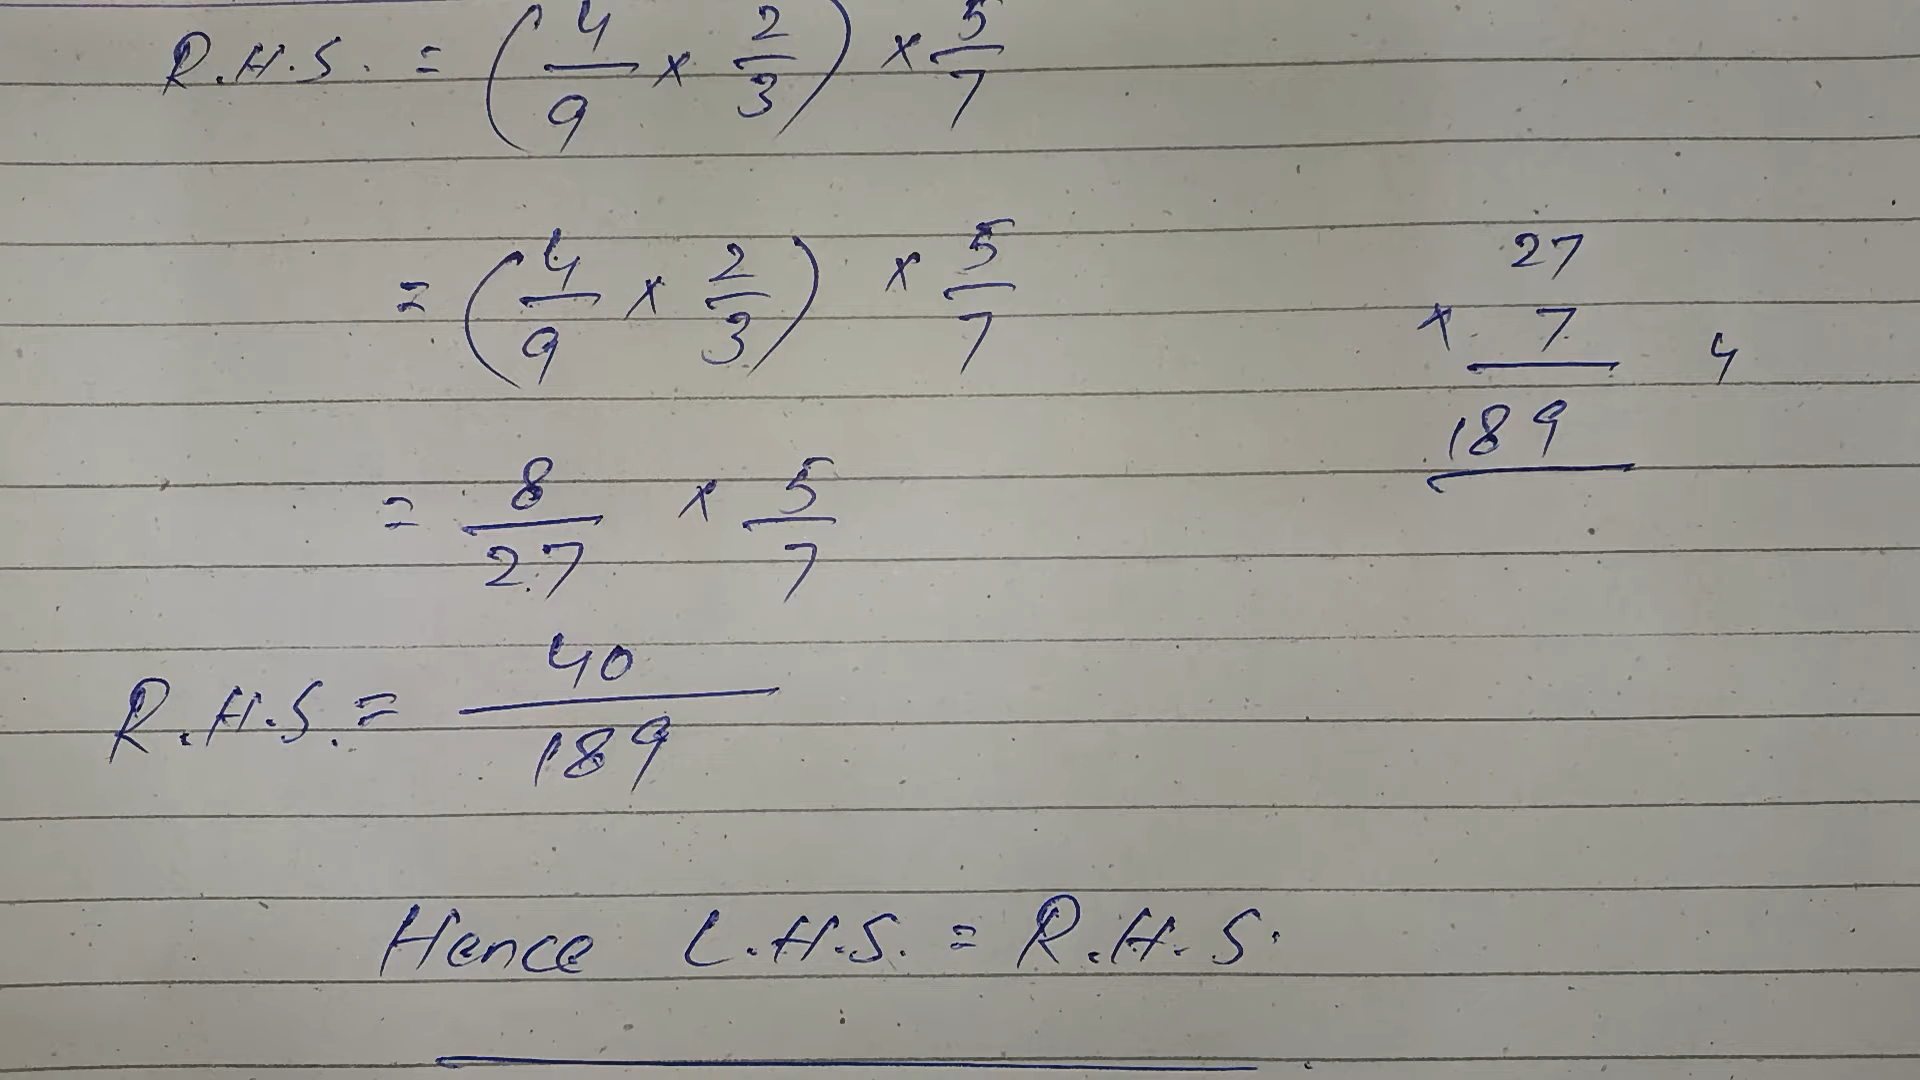 R.H.S. = (4/9 × 2/3) × 5/7
= (4/9 × 2/3) × 5/7
27
× 7 4
189
= 8/27 × 5/7
R.H.S. = 40/189
Hence L.H.S. = R.H.S.